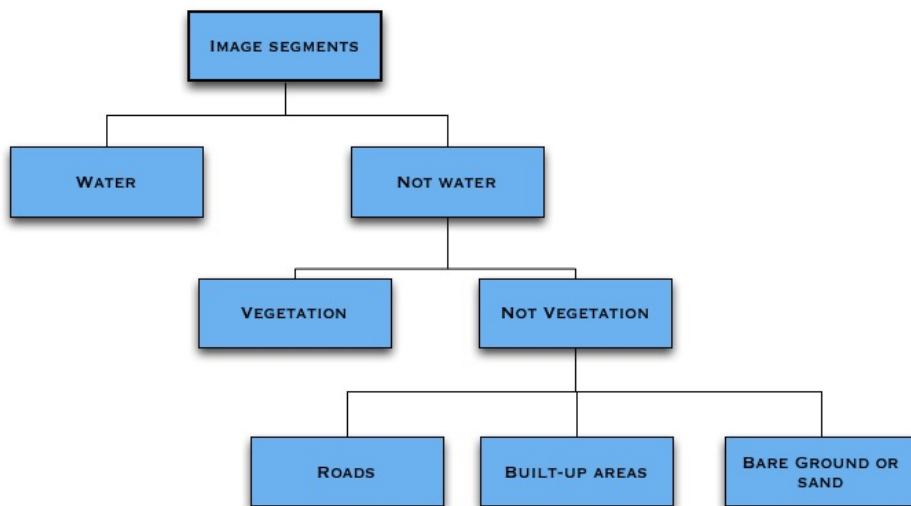 IMAGE SEGMENTS
WATER
NOT WATER
VEGETATION
NOT VEGETATION
ROADS
BUILT-UP AREAS
BARE GROUND OR
SAND